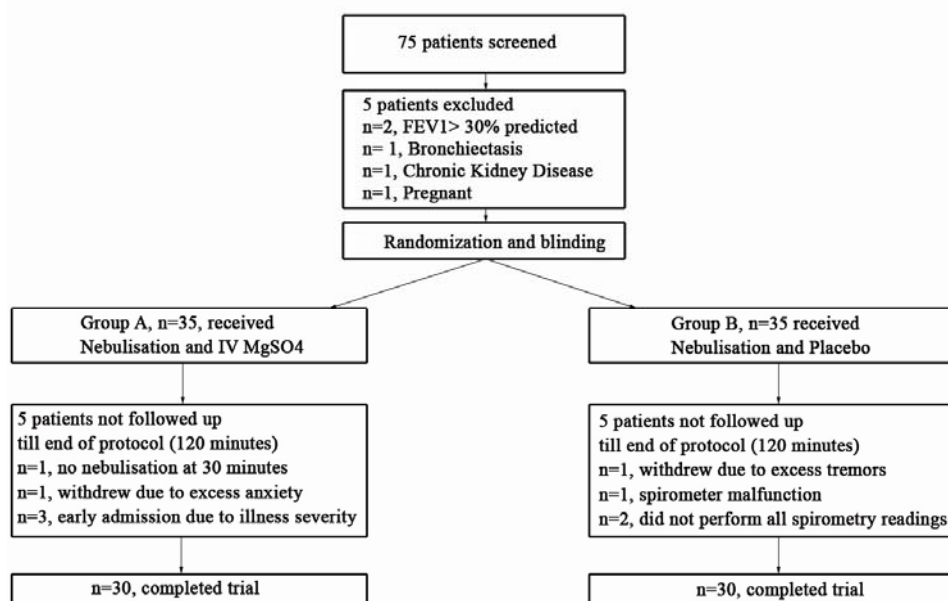 75 patients screened
5 patients excluded
n=2, FEV1> 30% predicted
n= 1, Bronchiectasis
n=1, Chronic Kidney Disease
n=1, Pregnant
Randomization and blinding
Group A, n=35, received
Nebulisation and IV MgSO4
Group B, n=35 received
Nebulisation and Placebo
5 patients not followed up
till end of protocol (120 minutes)
n=1, no nebulisation at 30 minutes
n=1, withdrew due to excess anxiety
n=3, early admission due to illness severity
5 patients not followed up
till end of protocol (120 minutes)
n=1, withdrew due to excess tremors
n=1, spirometer malfunction
n=2, did not perform all spirometry readings
n=30, completed trial
n=30, completed trial